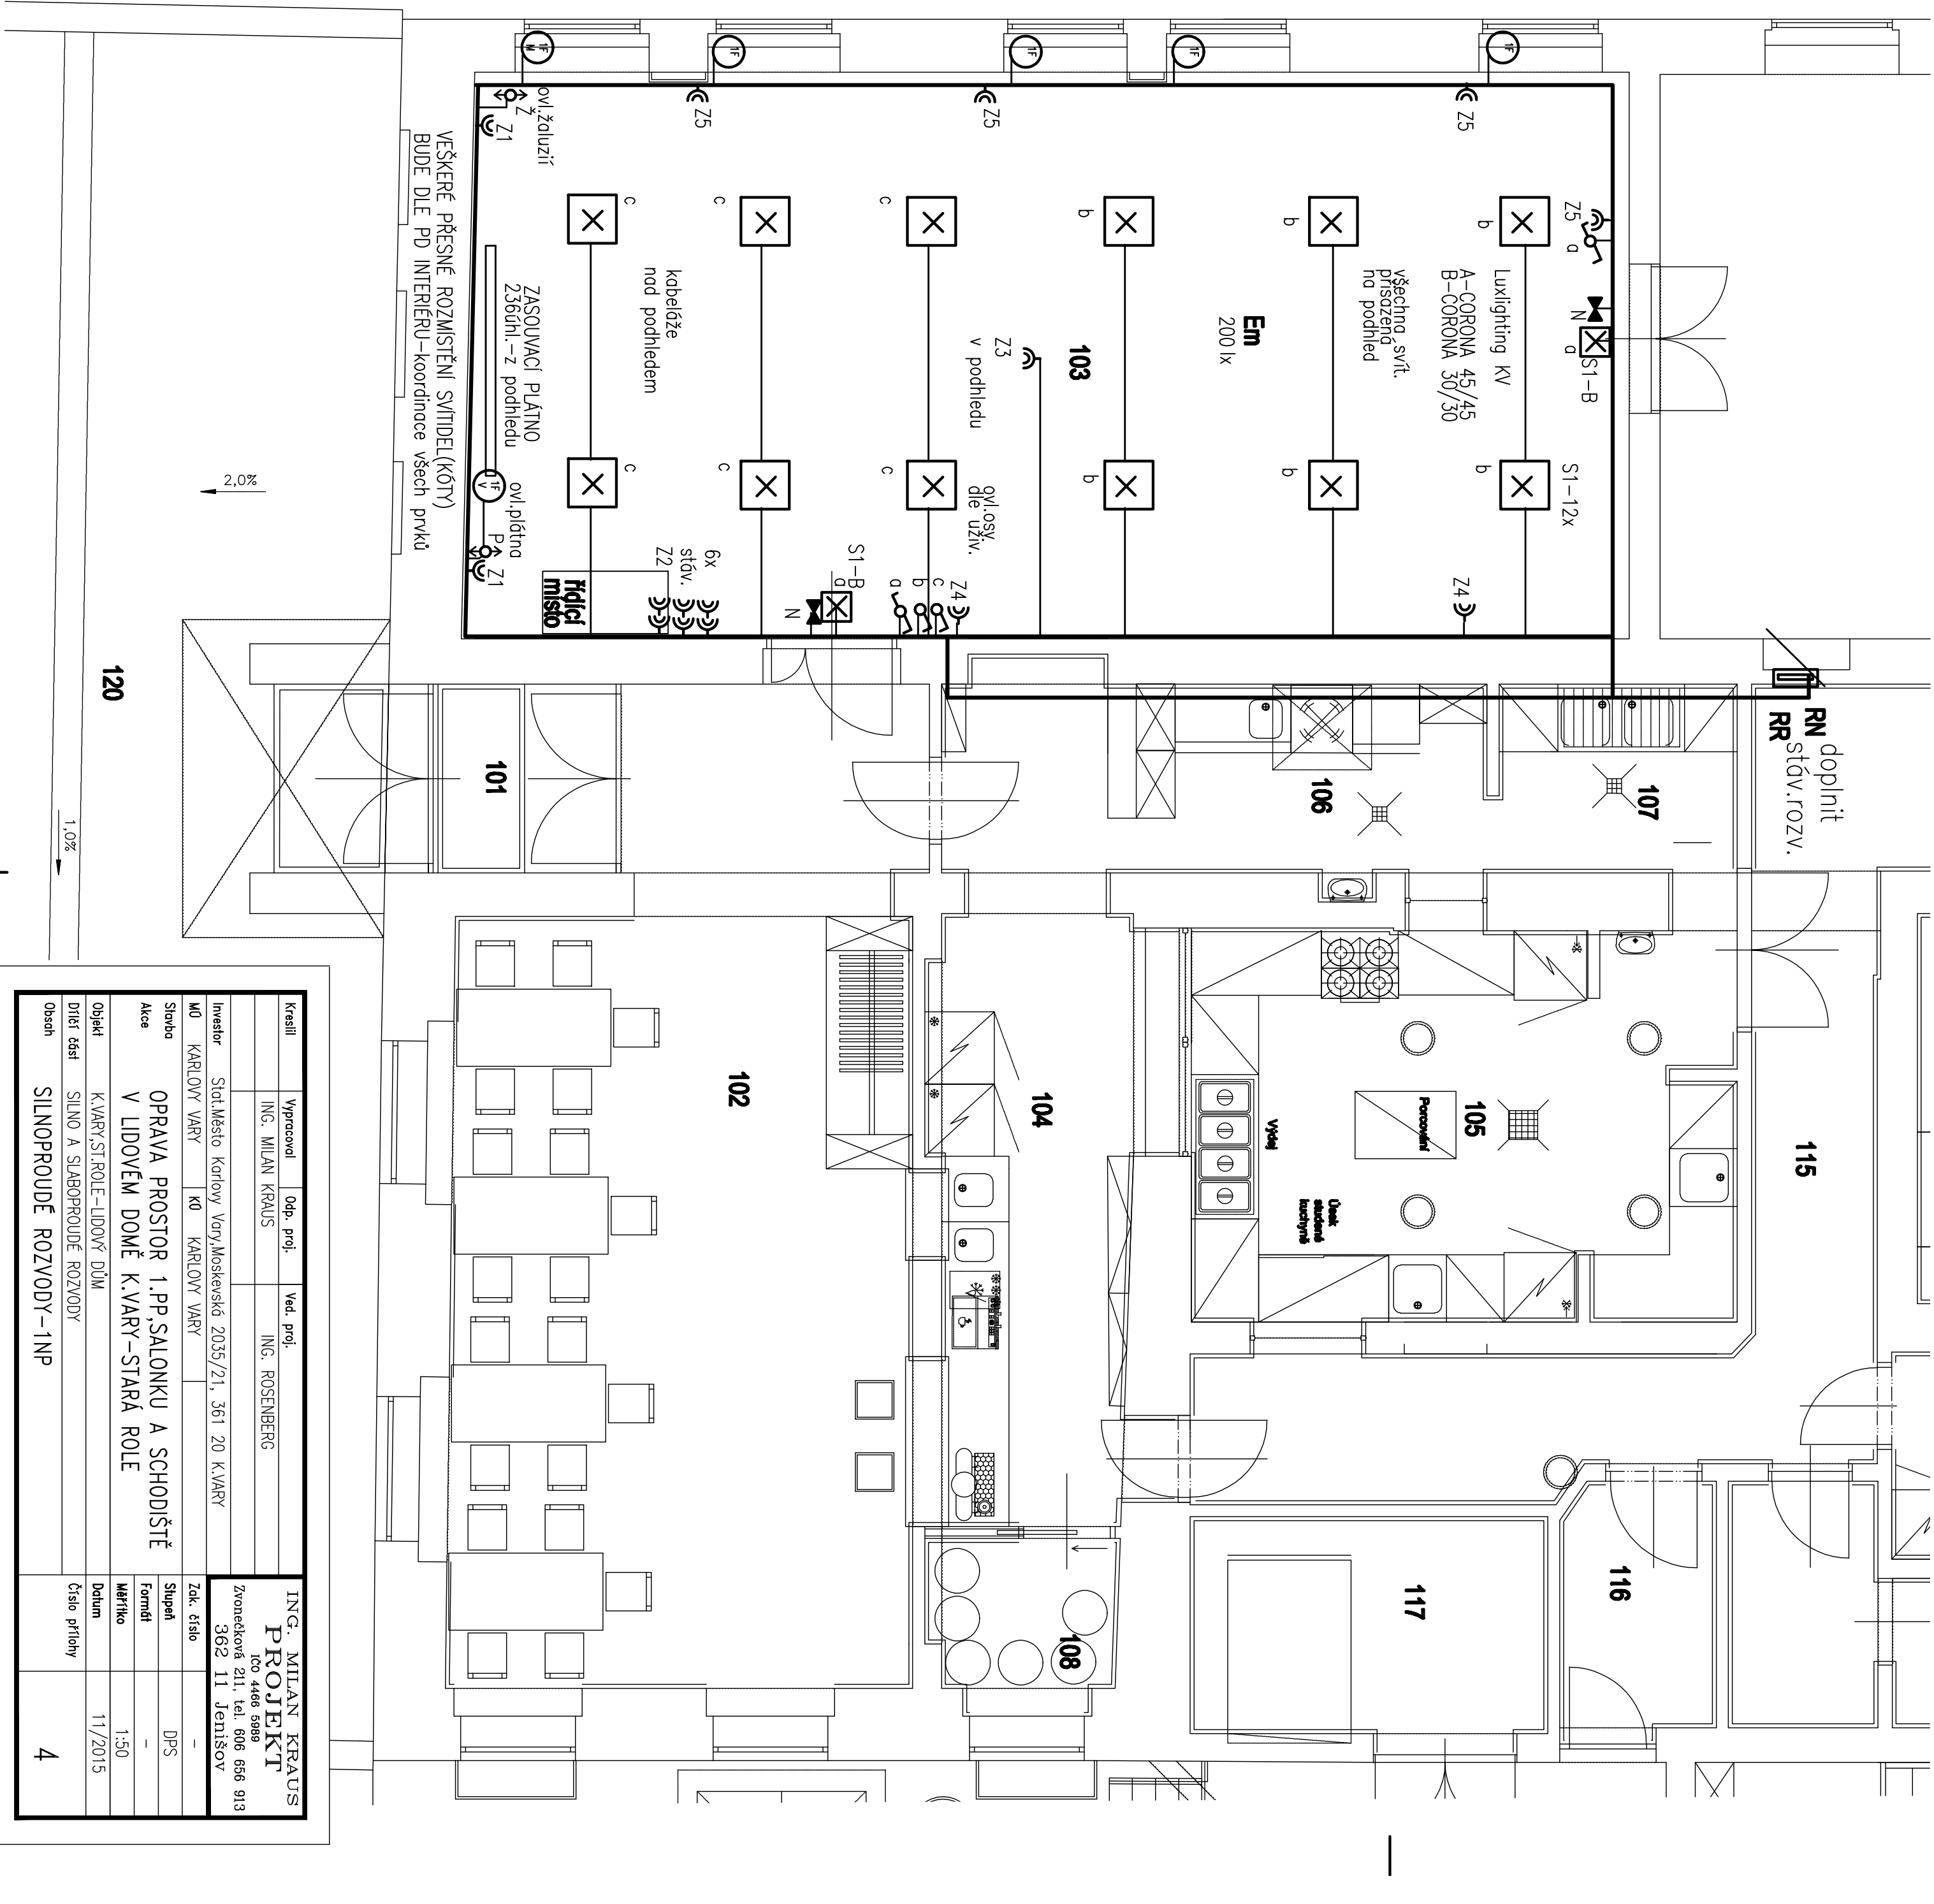 1F
M
1F
1F
1F
1F
ovl.žaluzií
Ž
Z1
Z5
Z5
Z5
Z5
a
N
a
S1-B
c
c
c
b
b
b
Luxlighting KV
A-CORONA 45/45
B-CORONA 30/30
všechna svít.
přisazená
na podhled
Em
200 lx
103
Z3
v podhledu
kabeláže
nad podhledem
ZASOUVACÍ PLÁTNO
236úhl.-z podhledu
VEŠKERÉ PŘESNÉ ROZMÍSTĚNÍ SVÍTIDEL(KÓTY)
BUDE DLE PD INTERIÉRU-koordinace všech prvků
c
c
c
b
b
b
S1-12x
ovl.osv.
dle uživ.
1F
V
ovl.plátna
P
Z1
řídící
místo
6x
stáv.
Z2
S1-B
a
N
a
b
c
Z4
Z4
2,0%
1,0%
120
101
106
107
RN
RR
doplnit
stáv.rozv.
102
104
105
Porcování
Výdej
Úsek
studené
kuchyně
115
108
117
116
Kreslil
Vypracoval
Odp. proj.
Ved. proj.
ING. MILAN KRAUS
ING. ROSENBERG
Investor
Stat.Město Karlovy Vary,Moskevská 2035/21, 361 20 K.VARY
MÚ KARLOVY VARY
KÚ KARLOVY VARY
Stavba
Akce
OPRAVA PROSTOR 1.PP,SALONKU A SCHODIŠTĚ
V LIDOVÉM DOMĚ K.VARY-STARÁ ROLE
Objekt
K.VARY,ST.ROLE-LIDOVÝ DŮM
Dílčí část
SILNO A SLABOPROUDÉ ROZVODY
Obsah
SILNOPROUDÉ ROZVODY-1NP
ING. MILAN KRAUS
PROJEKT
IČO 4466 5989
Zvonečková 211, tel. 606 656 913
362 11 Jenišov
Zak. číslo
-
Stupeň
DPS
Formát
-
Měřítko
1:50
Datum
11/2015
Číslo přílohy
4